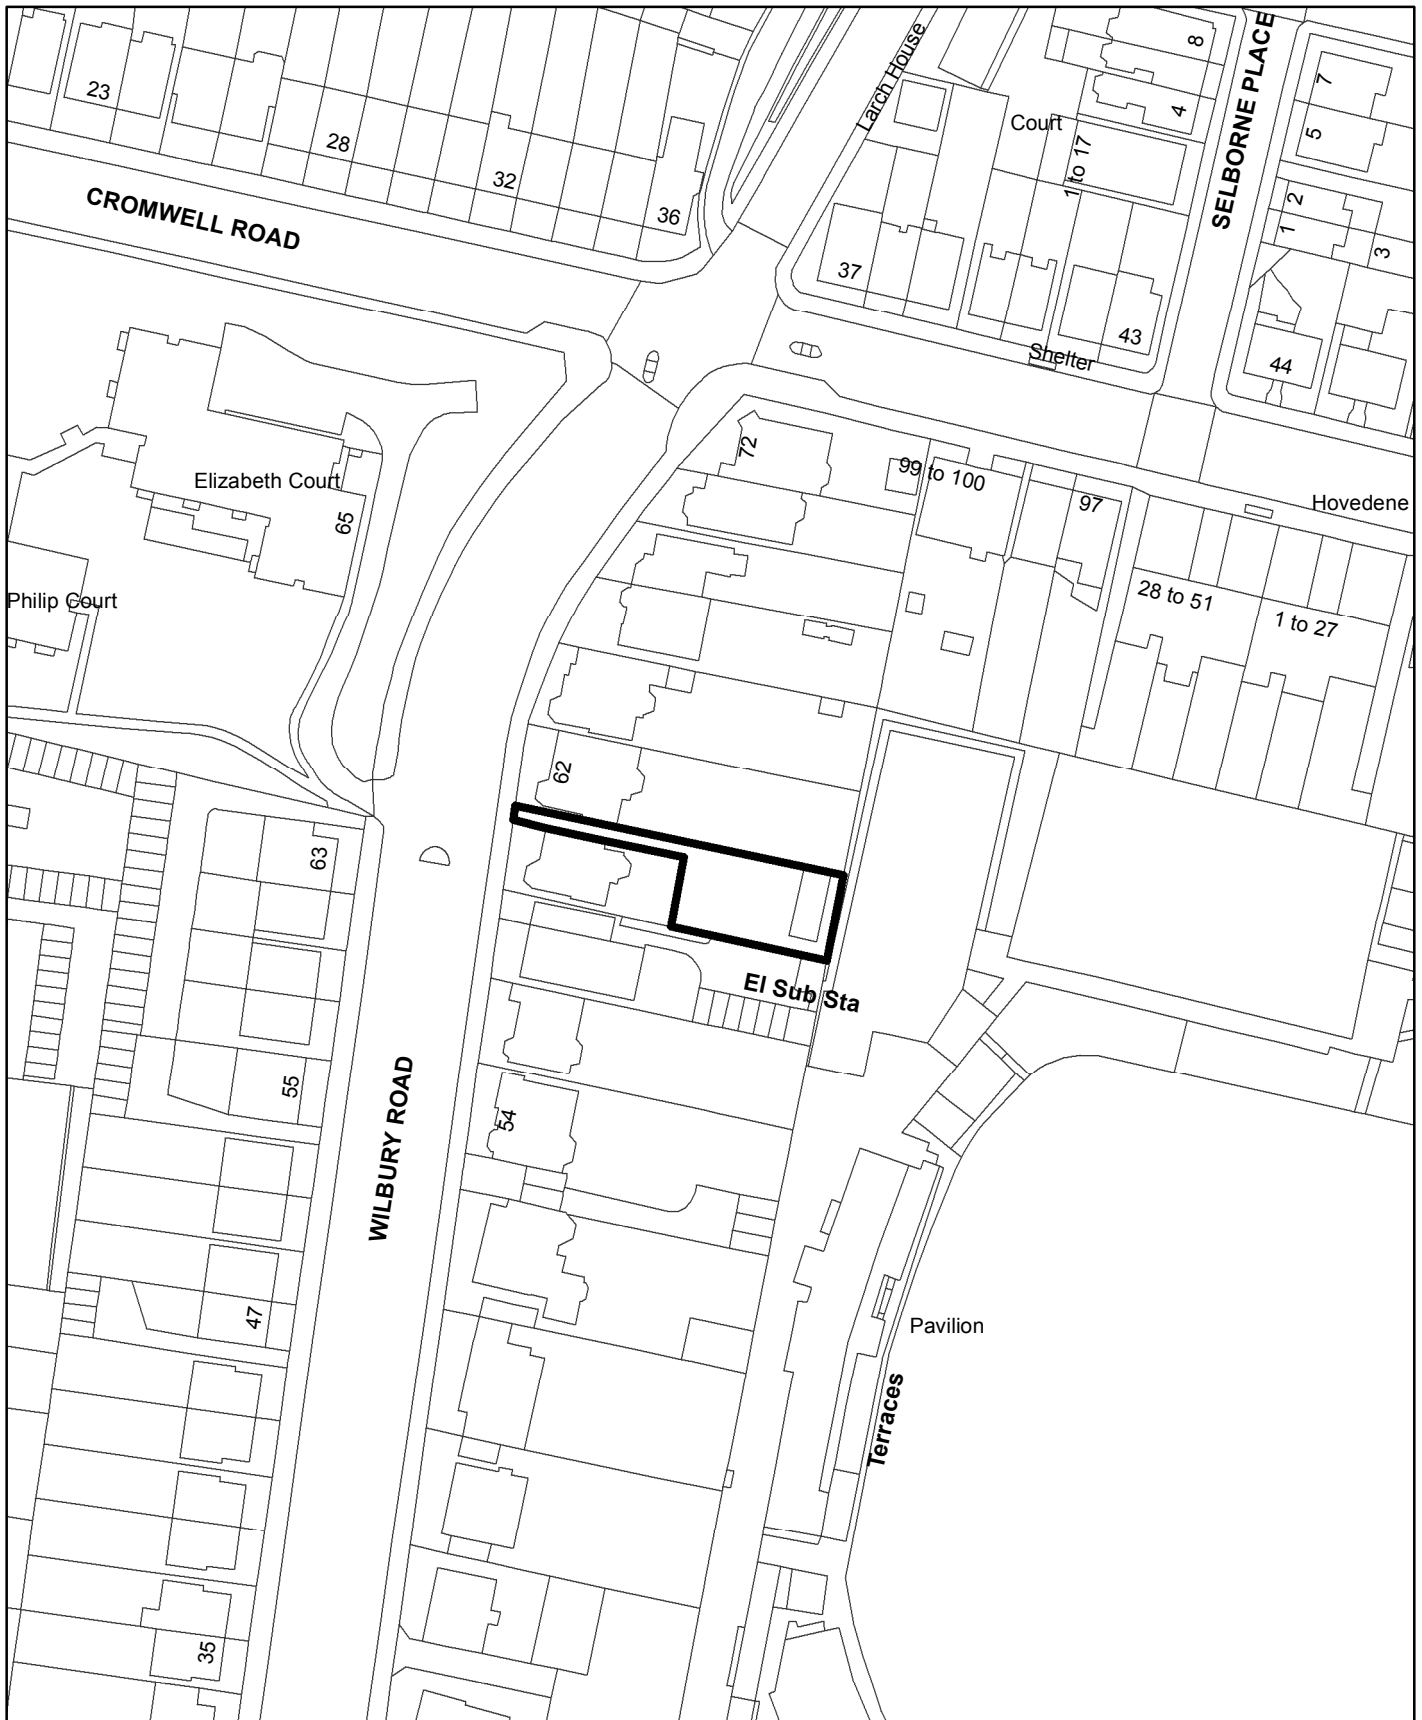 Larch House
8
SELBORNE PLACE
7
23
4
Court
5
28
1 to 17
32
2
CROMWELL ROAD
36
1
3
37
43
Shelter
44
72
99 to 100
Elizabeth Court
97
Hovedene
65
Philip Court
28 to 51
1 to 27
62
63
El Sub Sta
55
54
WILBURY ROAD
47
Pavilion
Terraces
35